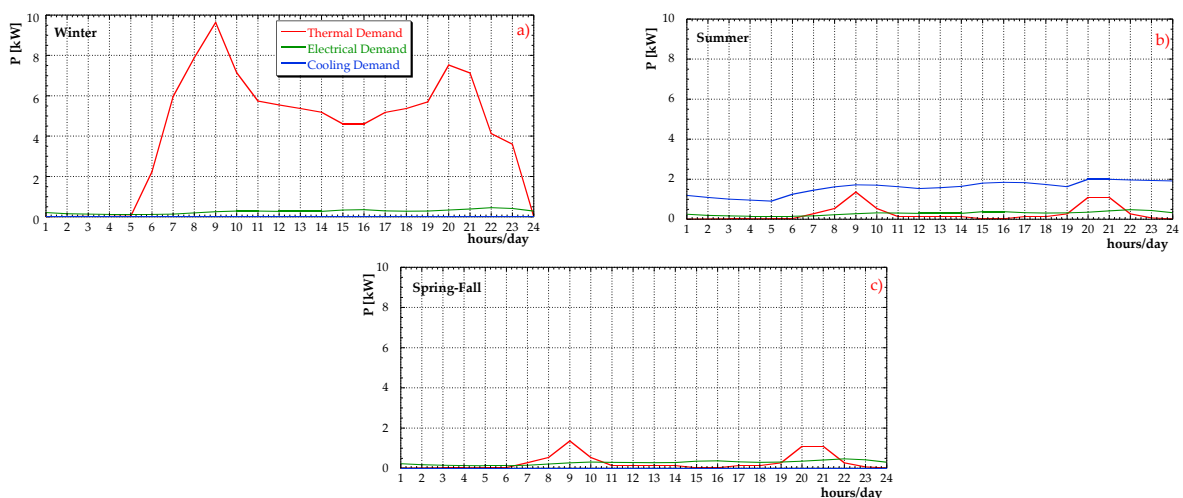 Winter
a)
P [kW]
Thermal Demand
Electrical Demand
Cooling Demand
10
8
6
4
2
0
1 2 3 4 5 6 7 8 9 10 11 12 13 14 15 16 17 18 19 20 21 22 23 24
hours/day
Summer
b)
P [kW]
10
8
6
4
2
0
1 2 3 4 5 6 7 8 9 10 11 12 13 14 15 16 17 18 19 20 21 22 23 24
hours/day
Spring-Fall
c)
P [kW]
10
8
6
4
2
0
1 2 3 4 5 6 7 8 9 10 11 12 13 14 15 16 17 18 19 20 21 22 23 24
hours/day